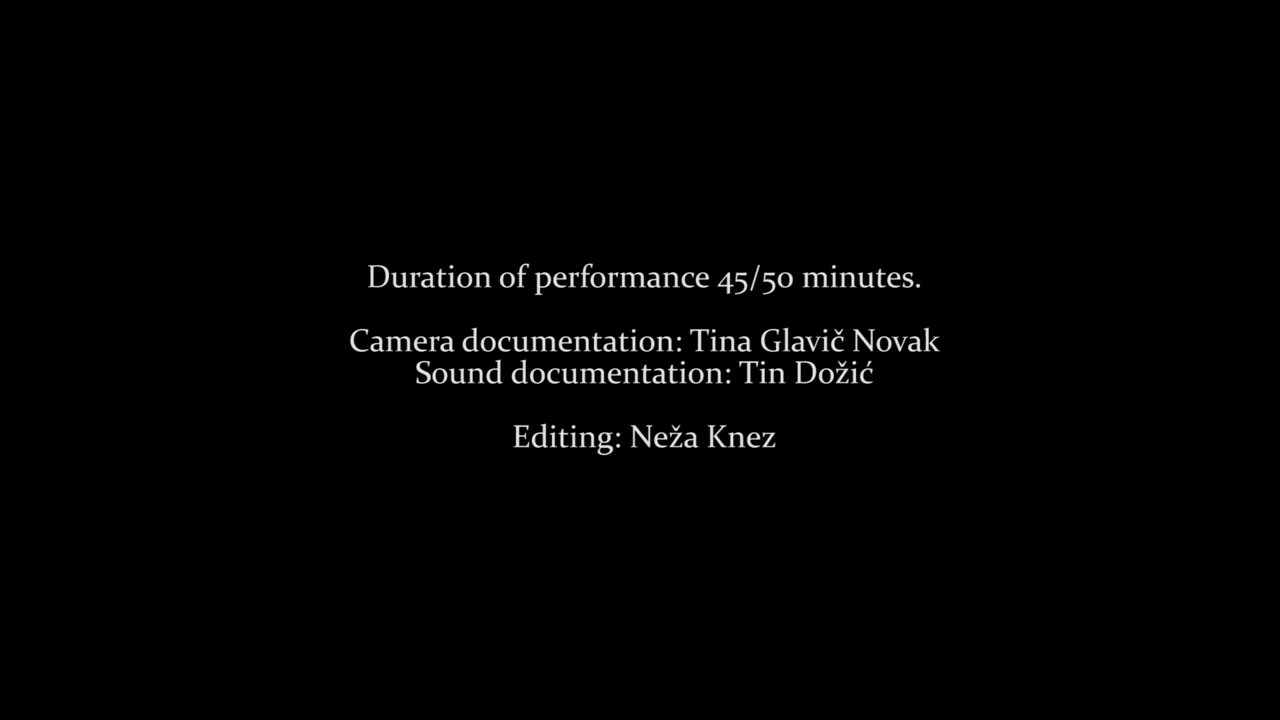 Duration of performance 45/50 minutes.
Camera documentation: Tina Glavič Novak
Sound documentation: Tin Dožić
Editing: Neža Knez